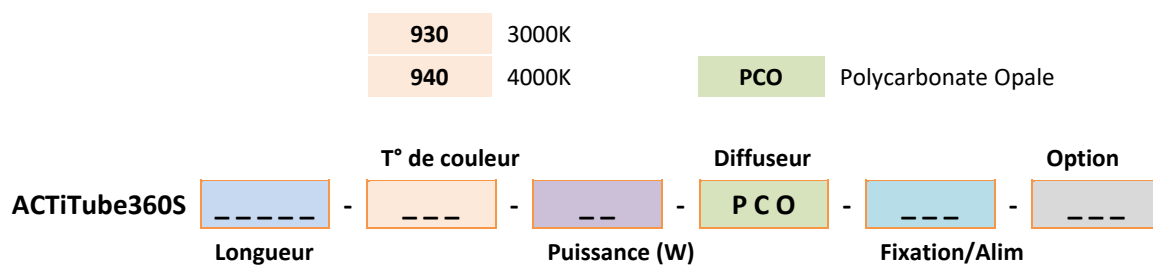 930 3000K
940 4000K PCO Polycarbonate Opale
T° de couleur Diffuseur Option
ACTiTube360S _ _ _ _ _ - _ _ _ - _ _ - P C O - _ _ _ - _ _ _
Longueur Puissance (W) Fixation/Alim